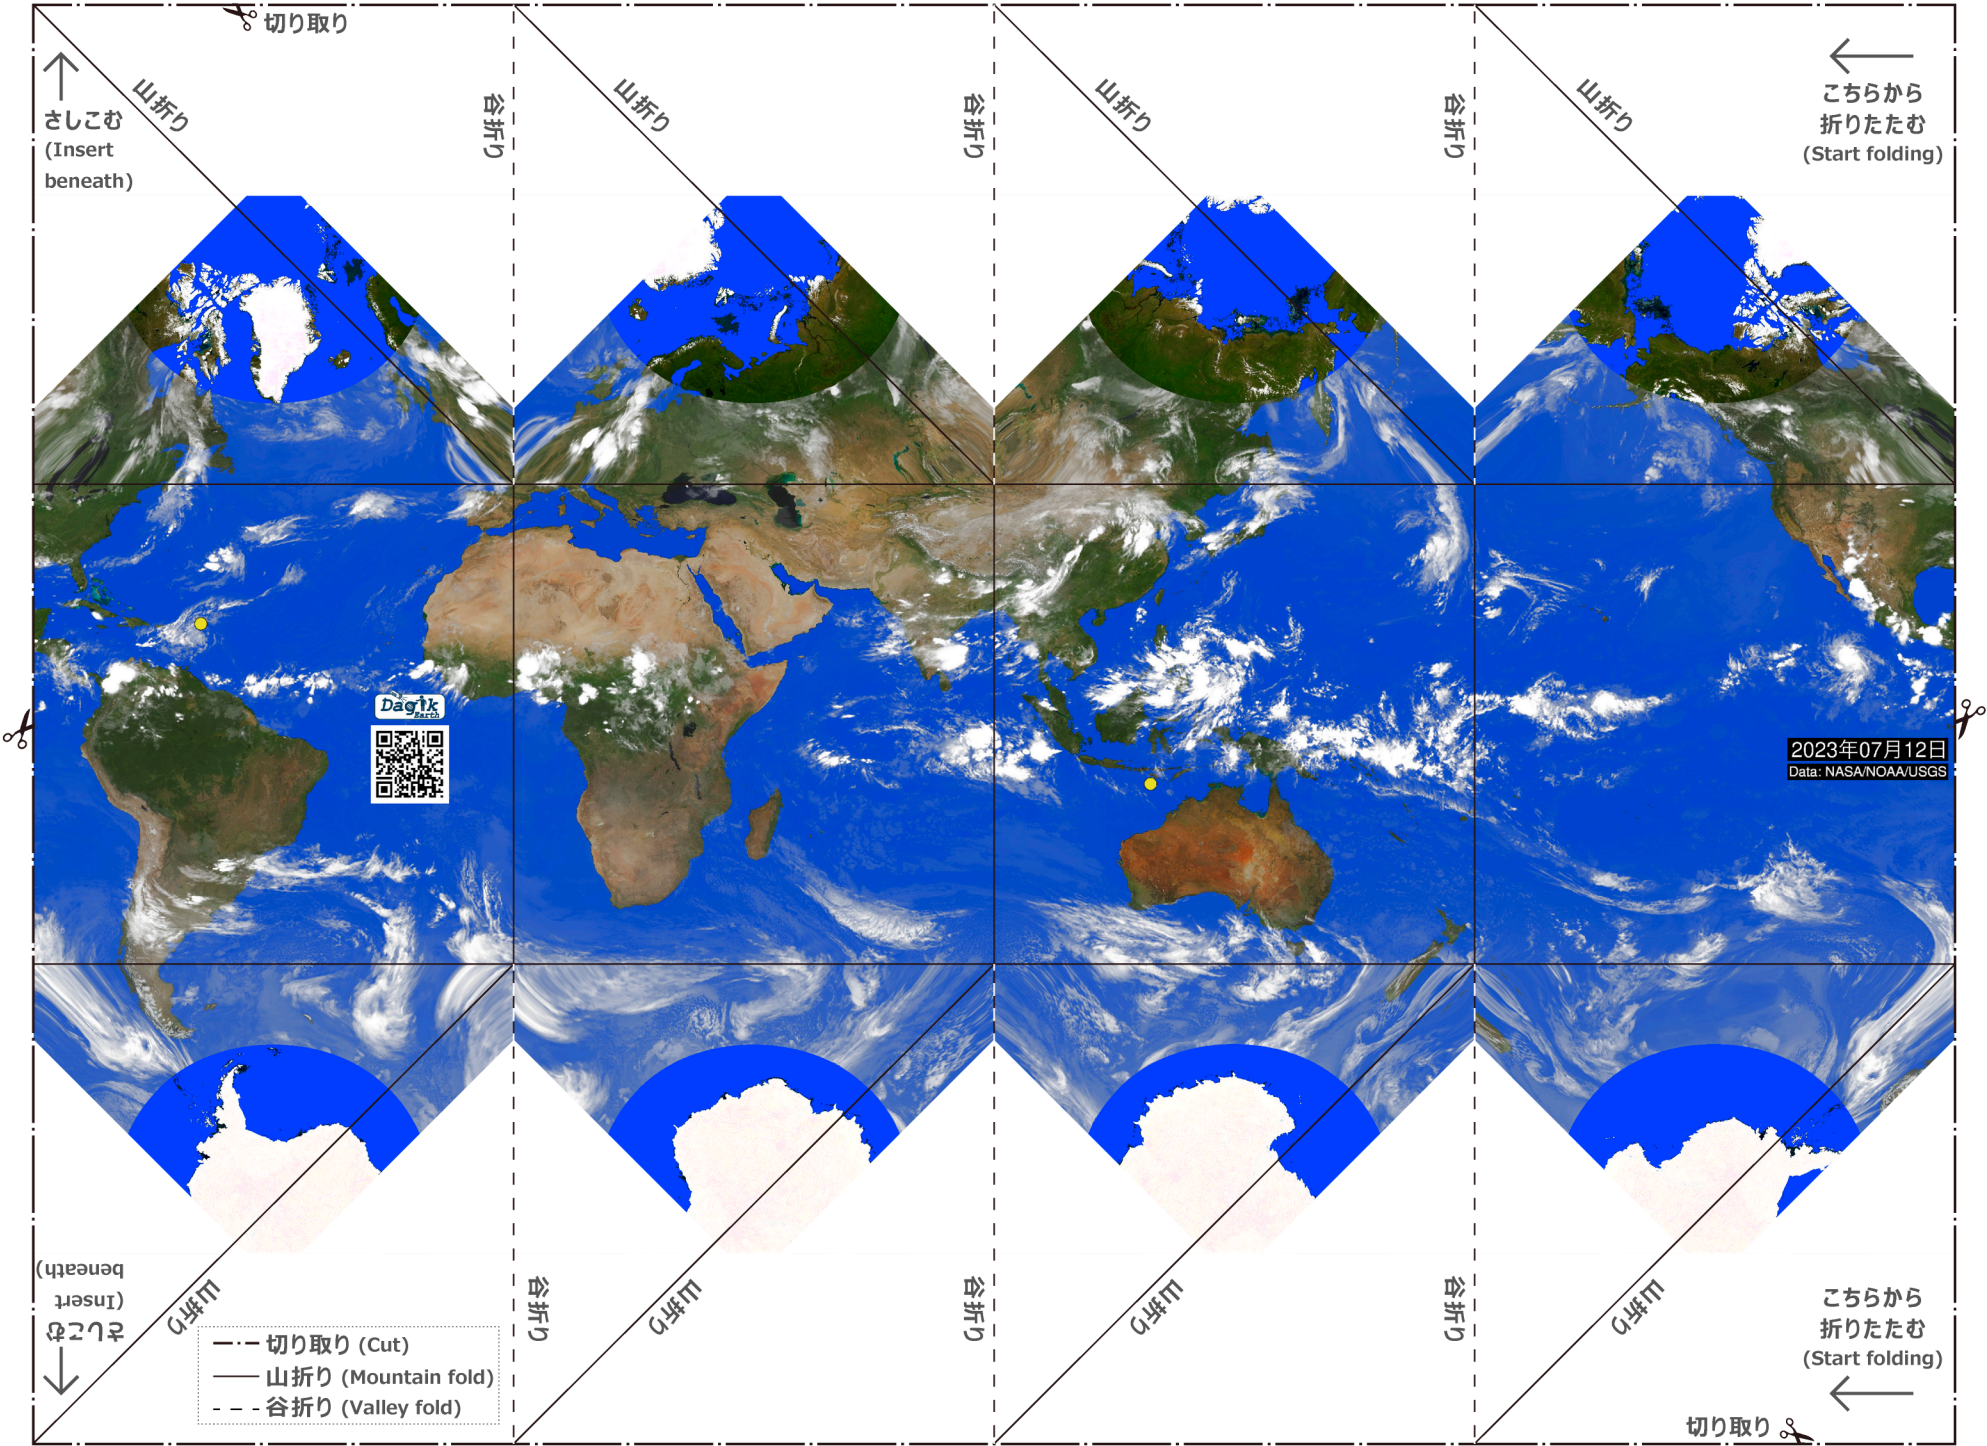 切り取り
山折り
谷折り
山折り
谷折り
山折り
谷折り
山折り
さしこむ
(Insert
beneath)
こちらから
折りたたむ
(Start folding)
Dagik
Earth
2023年07月12日
Data: NASA/NOAA/USGS
さしこむ
(Insert
beneath)
山折り
谷折り
山折り
谷折り
山折り
谷折り
山折り
こちらから
折りたたむ
(Start folding)
切り取り (Cut)
山折り (Mountain fold)
谷折り (Valley fold)
切り取り